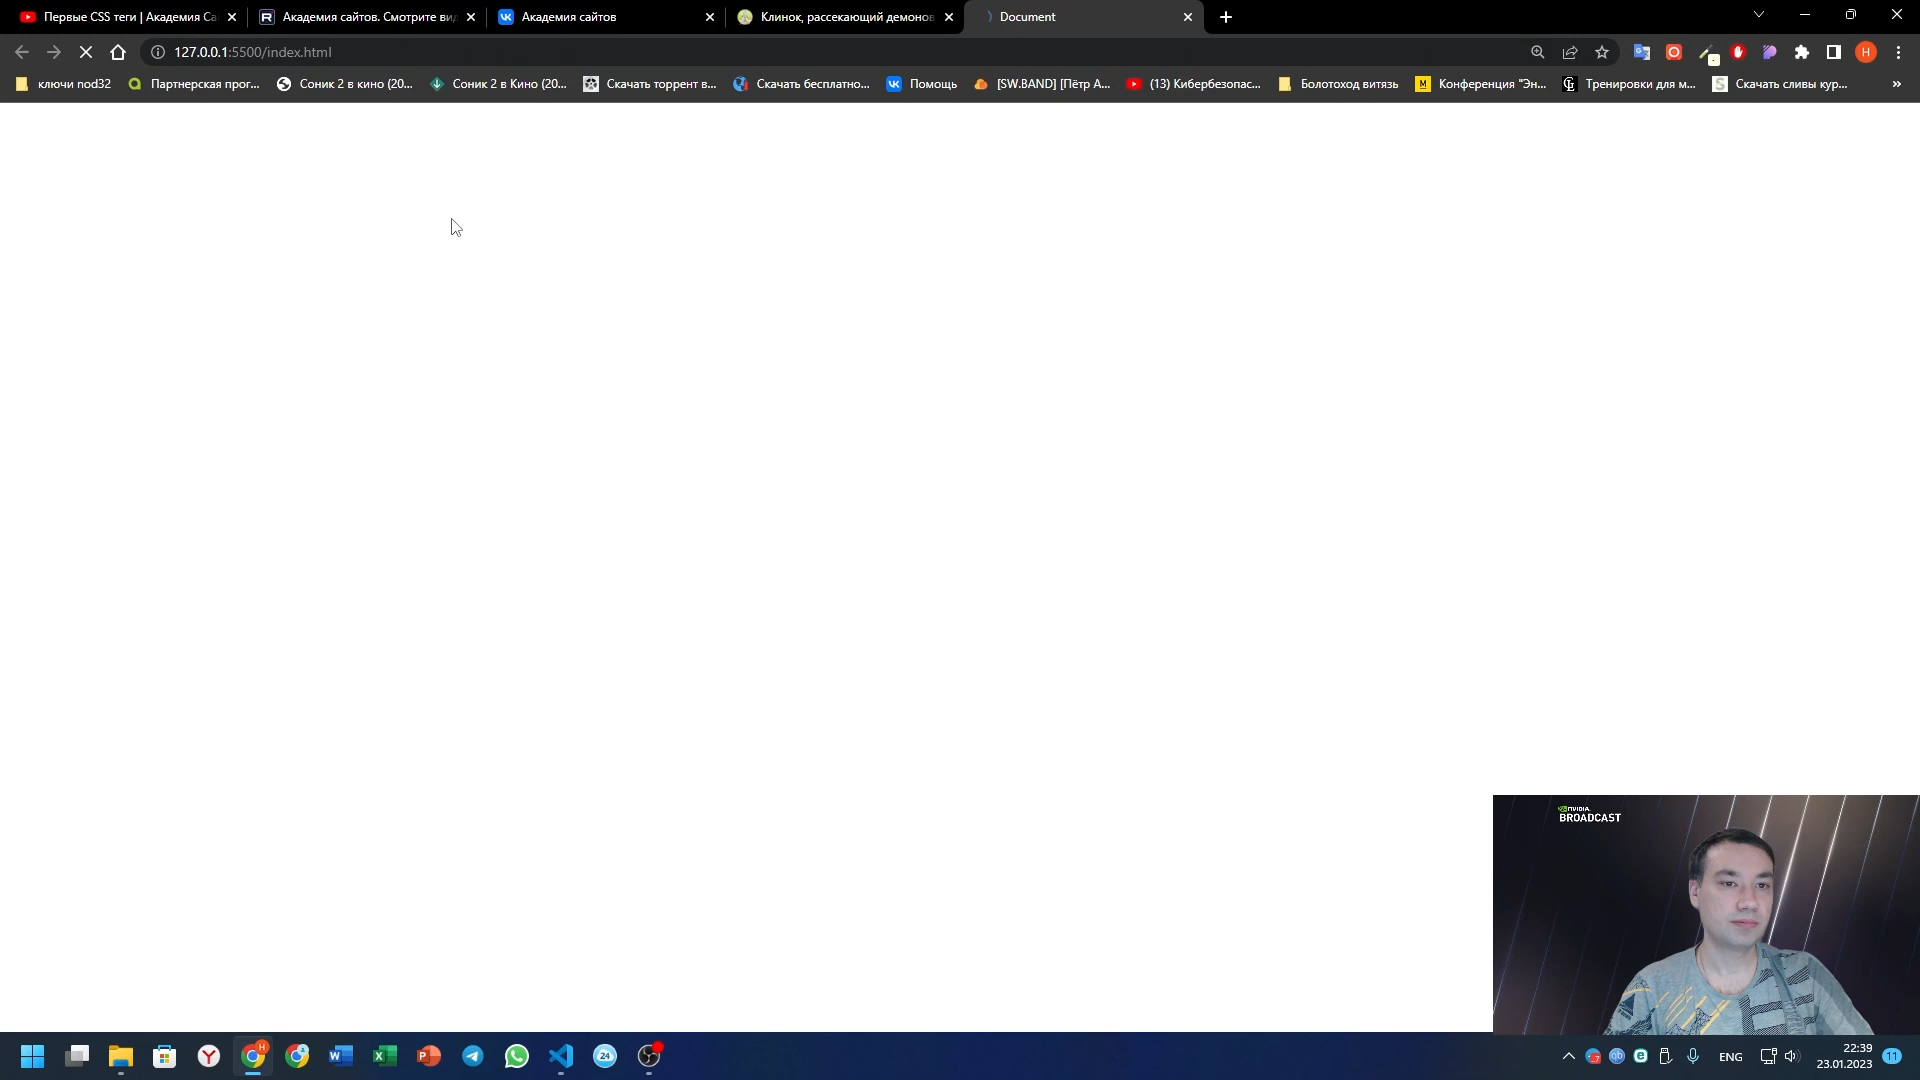 Первые CSS теги | Академия Са
Академия сайтов. Смотрите вид
Академия сайтов
Клинок, рассекающий демонов
Document
127.0.0.1:5500/index.html
ключи nod32
Партнерская прог...
Соник 2 в кино (20...
Соник 2 в Кино (20...
Скачать торрент в...
Скачать бесплатно...
Помощь
[SW.BAND] [Пётр А...
(13) Кибербезопас...
Болотоход витязь
Конференция "Эн...
Тренировки для м...
Скачать сливы кур...
NVIDIA.
BROADCAST
ENG
22:39
23.01.2023
11